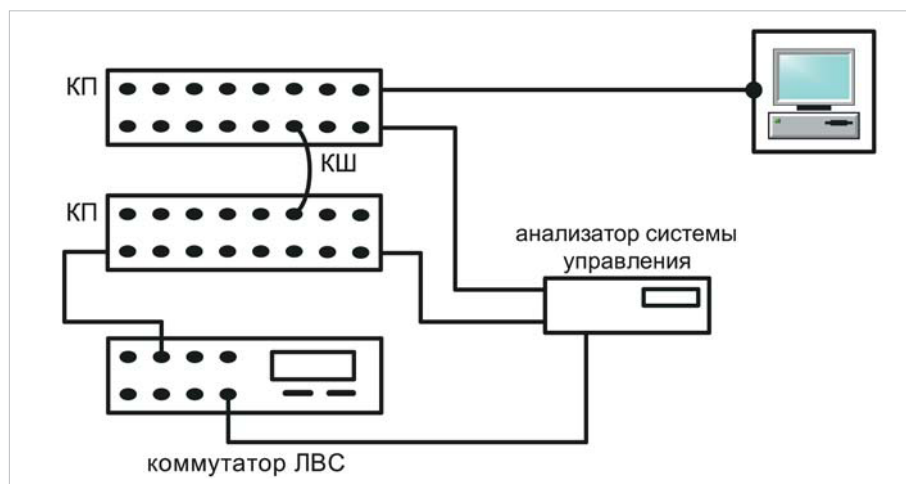 КП
КШ
КП
анализатор системы
управления
коммутатор ЛВС